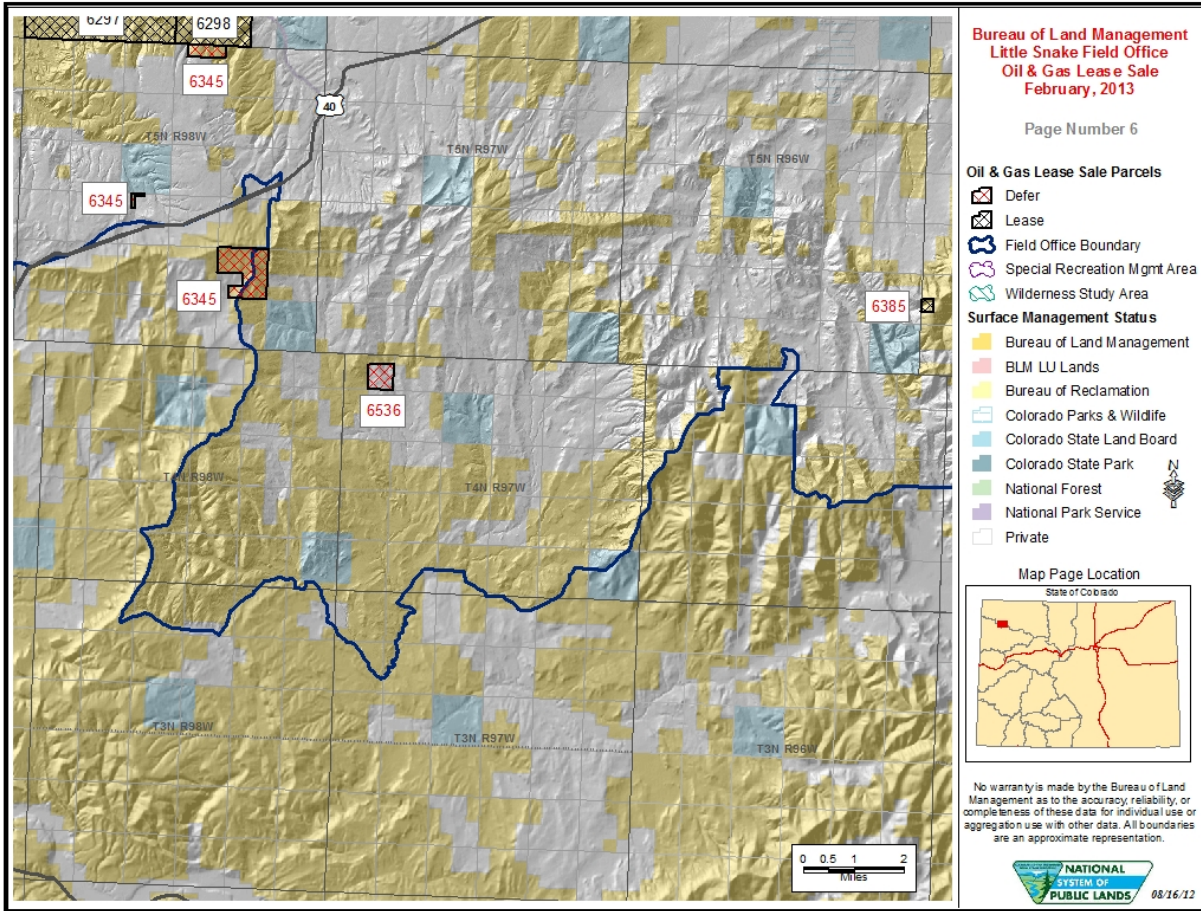 6297
6298
6345
40
T5N R98W
T5N R97W
T5N R96W
6345
6345
6385
6536
T4N R98W
T4N R97W
T3N R98W
T3N R97W
T3N R96W
0 0.5 1 2
Miles
Bureau of Land Management
Little Snake Field Office
Oil & Gas Lease Sale
February, 2013
Page Number 6
Oil & Gas Lease Sale Parcels
Defer
Lease
Field Office Boundary
Special Recreation Mgmt Area
Wilderness Study Area
Surface Management Status
Bureau of Land Management
BLM LU Lands
Bureau of Reclamation
Colorado Parks & Wildlife
Colorado State Land Board
Colorado State Park
National Forest
National Park Service
Private
N
Map Page Location
State of Colorado
No warranty is made by the Bureau of Land
Management as to the accuracy, reliability, or
completeness of these data for individual use or
aggregation use with other data. All boundaries
are an approximate representation.
NATIONAL
SYSTEM OF
PUBLIC LANDS
08/16/12